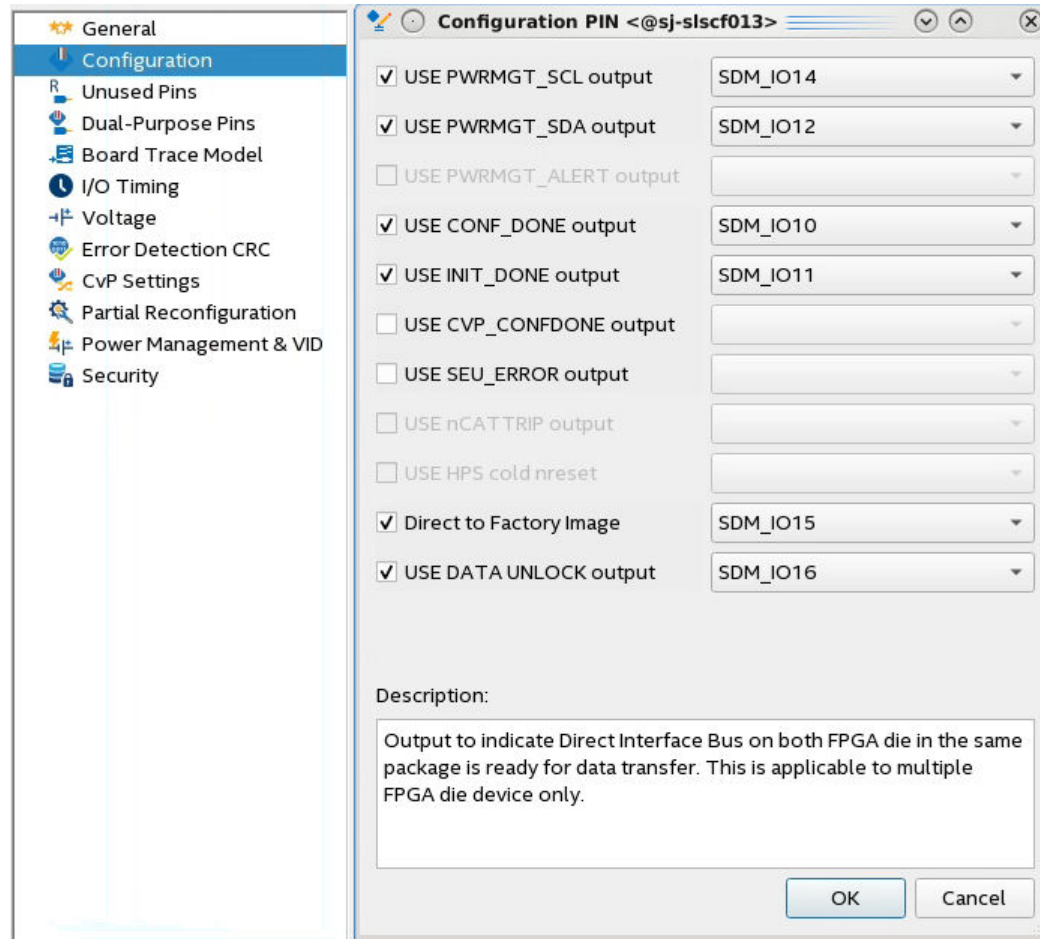 General
Configuration
Unused Pins
Dual-Purpose Pins
Board Trace Model
I/O Timing
Voltage
Error Detection CRC
CvP Settings
Partial Reconfiguration
Power Management & VID
Security
Configuration PIN <@sj-slscf013>
USE PWRMGT_SCL output SDM_IO14
USE PWRMGT_SDA output SDM_IO12
USE PWRMGT_ALERT output
USE CONF_DONE output SDM_IO10
USE INIT_DONE output SDM_IO11
USE CVP_CONFDONE output
USE SEU_ERROR output
USE nCATTRIP output
USE HPS cold nreset
Direct to Factory Image SDM_IO15
USE DATA UNLOCK output SDM_IO16
Description:
Output to indicate Direct Interface Bus on both FPGA die in the same
package is ready for data transfer. This is applicable to multiple
FPGA die device only.
OK Cancel